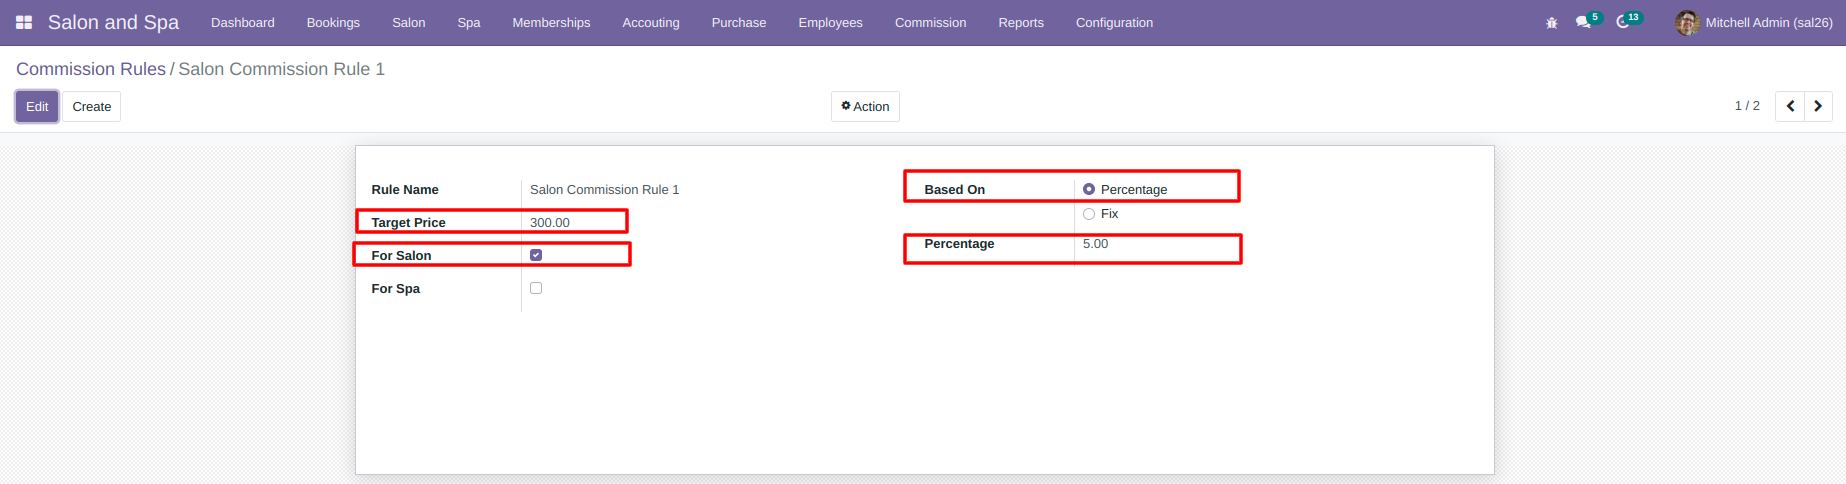 Salon and Spa Dashboard Bookings Salon Spa Memberships Accouting Purchase Employees Commission Reports Configuration 5 13 Mitchell Admin (sal26)
Commission Rules / Salon Commission Rule 1
Edit Create Action 1 / 2
Rule Name Salon Commission Rule 1 Based On Percentage
Fix
Target Price 300.00
Percentage 5.00
For Salon
For Spa